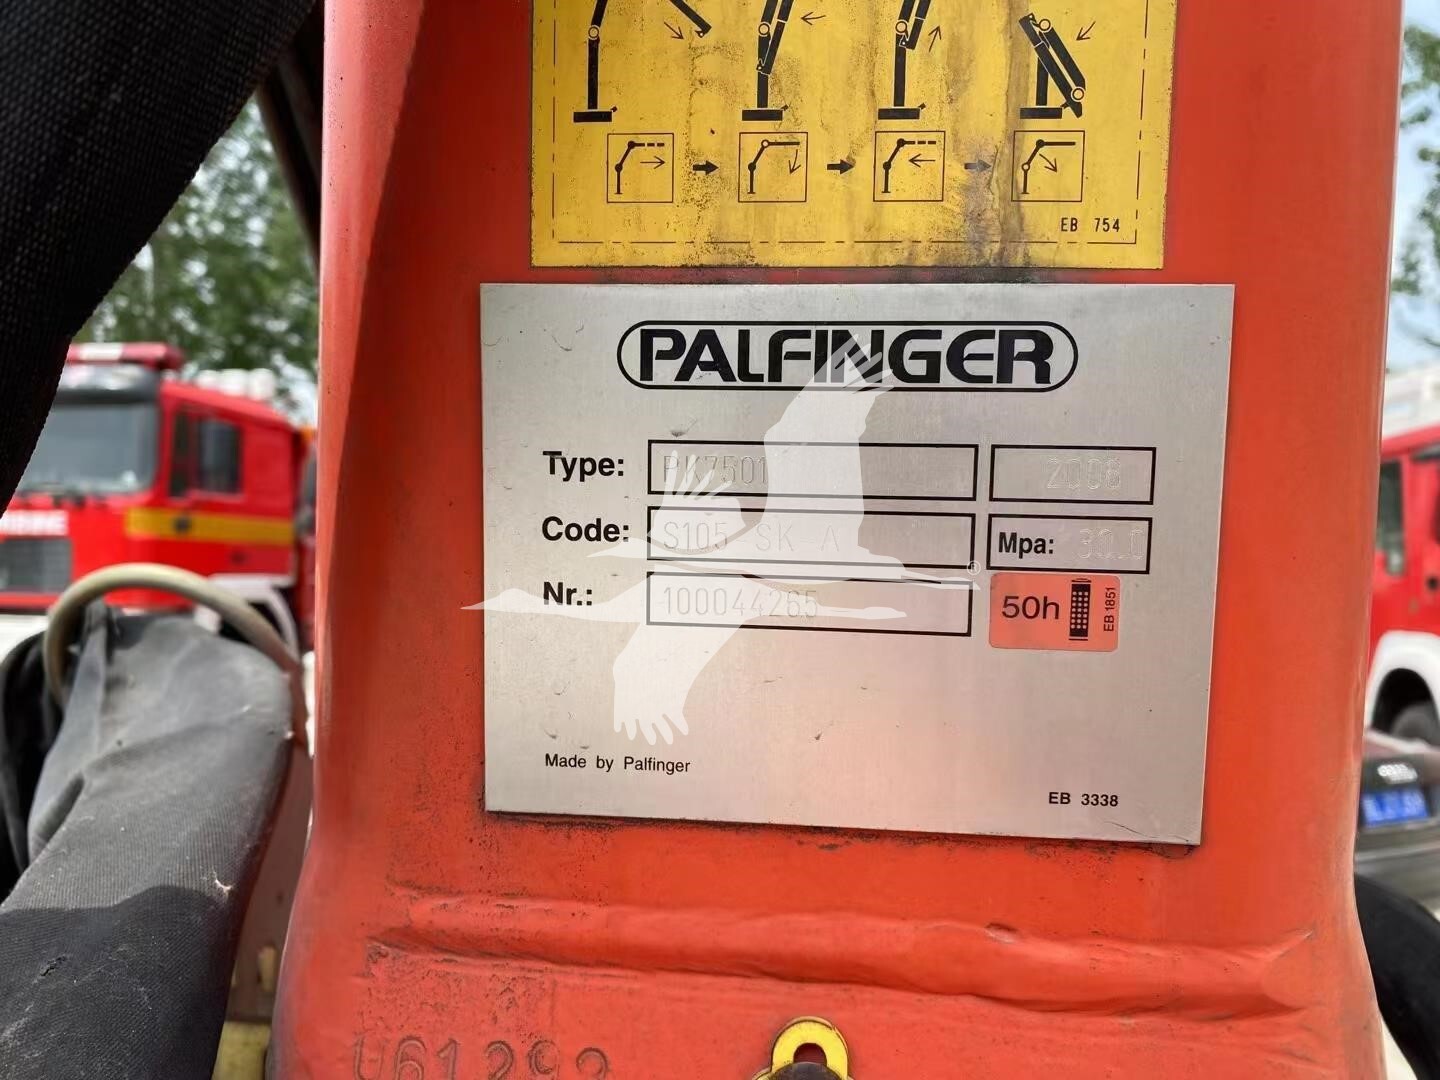 EB 754
PALFINGER
Type: PK7501 2008
Code: S105-SK-A Mpa: 30.0
Nr.: 100044265
50h EB 1851
Made by Palfinger
EB 3338